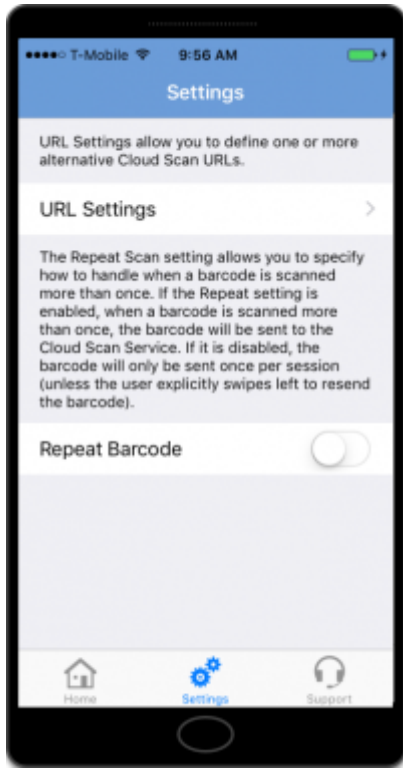 T-Mobile 9:56 AM
Settings
URL Settings allow you to define one or more
alternative Cloud Scan URLs.
URL Settings
The Repeat Scan setting allows you to specify
how to handle when a barcode is scanned
more than once. If the Repeat setting is
enabled, when a barcode is scanned more
than once, the barcode will be sent to the
Cloud Scan Service. If it is disabled, the
barcode will only be sent once per session
(unless the user explicitly swipes left to resend
the barcode).
Repeat Barcode
Home Settings Support